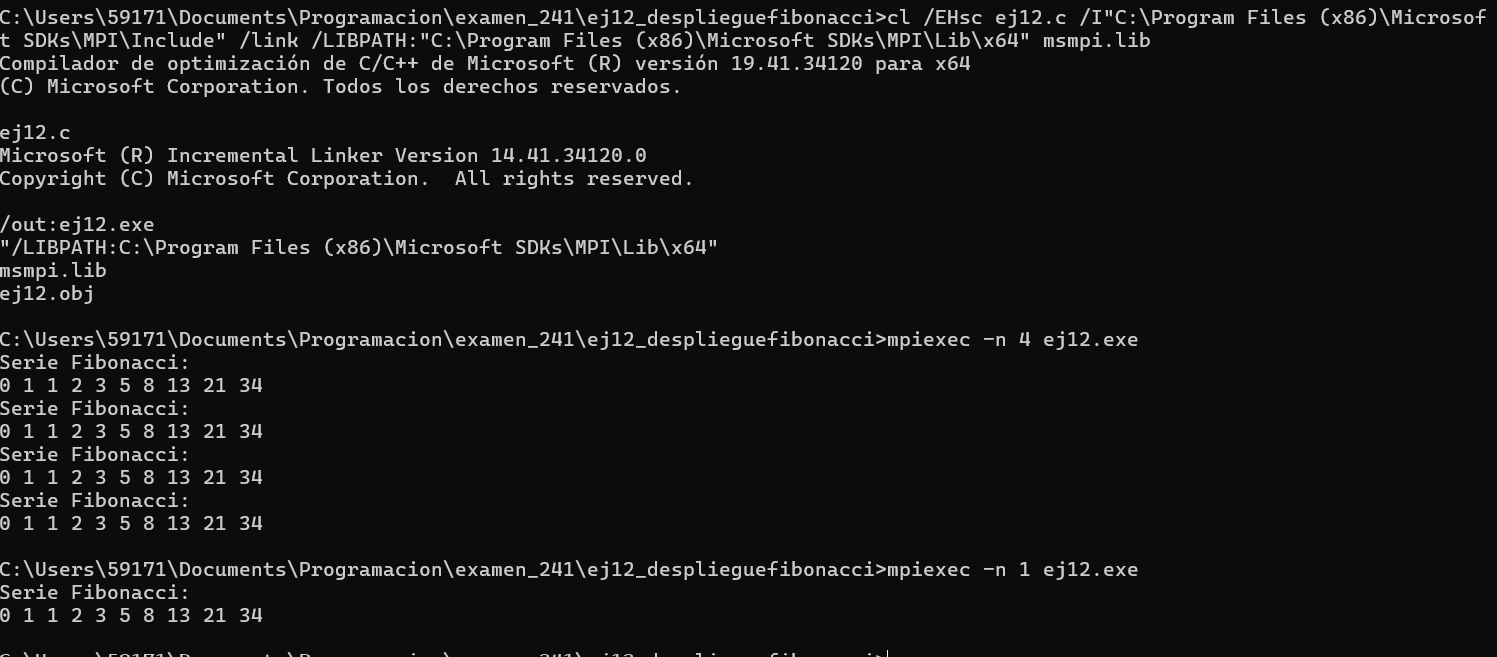 C:\Users\59171\Documents\Programacion\examen_241\ej12_desplieguefibonacci>cl /EHsc ej12.c /I"C:\Program Files (x86)\Microsof
t SDKs\MPI\Include" /link /LIBPATH:"C:\Program Files (x86)\Microsoft SDKs\MPI\Lib\x64" msmpi.lib
Compilador de optimización de C/C++ de Microsoft (R) versión 19.41.34120 para x64
(C) Microsoft Corporation. Todos los derechos reservados.

ej12.c
Microsoft (R) Incremental Linker Version 14.41.34120.0
Copyright (C) Microsoft Corporation.  All rights reserved.

/out:ej12.exe
"/LIBPATH:C:\Program Files (x86)\Microsoft SDKs\MPI\Lib\x64"
msmpi.lib
ej12.obj

C:\Users\59171\Documents\Programacion\examen_241\ej12_desplieguefibonacci>mpiexec -n 4 ej12.exe
Serie Fibonacci:
0 1 1 2 3 5 8 13 21 34
Serie Fibonacci:
0 1 1 2 3 5 8 13 21 34
Serie Fibonacci:
0 1 1 2 3 5 8 13 21 34
Serie Fibonacci:
0 1 1 2 3 5 8 13 21 34

C:\Users\59171\Documents\Programacion\examen_241\ej12_desplieguefibonacci>mpiexec -n 1 ej12.exe
Serie Fibonacci:
0 1 1 2 3 5 8 13 21 34

C:\Users\59171\Documents\Programacion\examen_241\ej12_desplieguefibonacci>